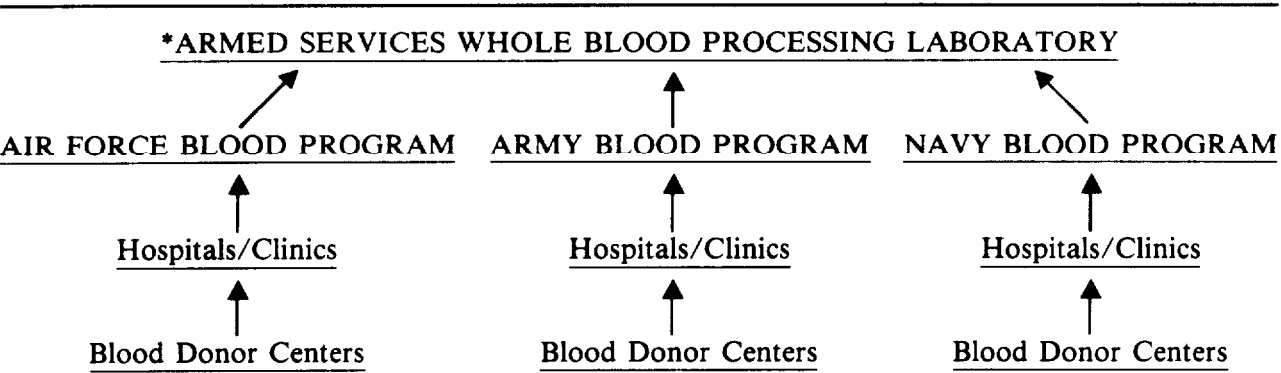 *ARMED SERVICES WHOLE BLOOD PROCESSING LABORATORY
AIR FORCE BLOOD PROGRAM ARMY BLOOD PROGRAM NAVY BLOOD PROGRAM
Hospitals/Clinics Hospitals/Clinics Hospitals/Clinics
Blood Donor Centers Blood Donor Centers Blood Donor Centers